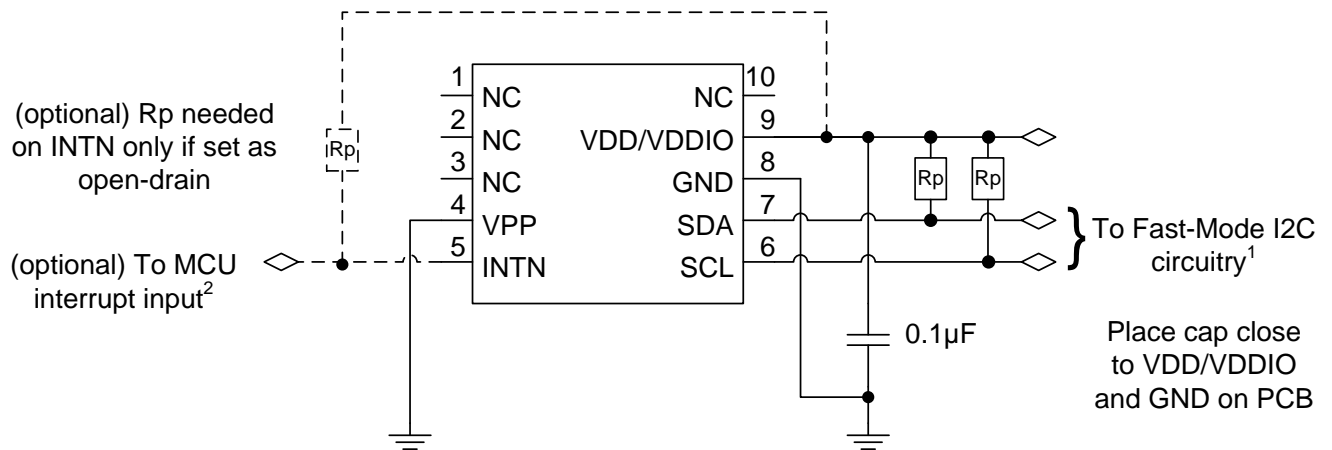 (optional) Rp needed
on INTN only if set as
open-drain
Rp
(optional) To MCU
interrupt input2
1
NC
2
NC
3
NC
4
VPP
5
INTN
10
NC
9
VDD/VDDIO
8
GND
7
SDA
6
SCL
Rp
Rp
0.1µF
} To Fast-Mode I2C
circuitry1
Place cap close
to VDD/VDDIO
and GND on PCB